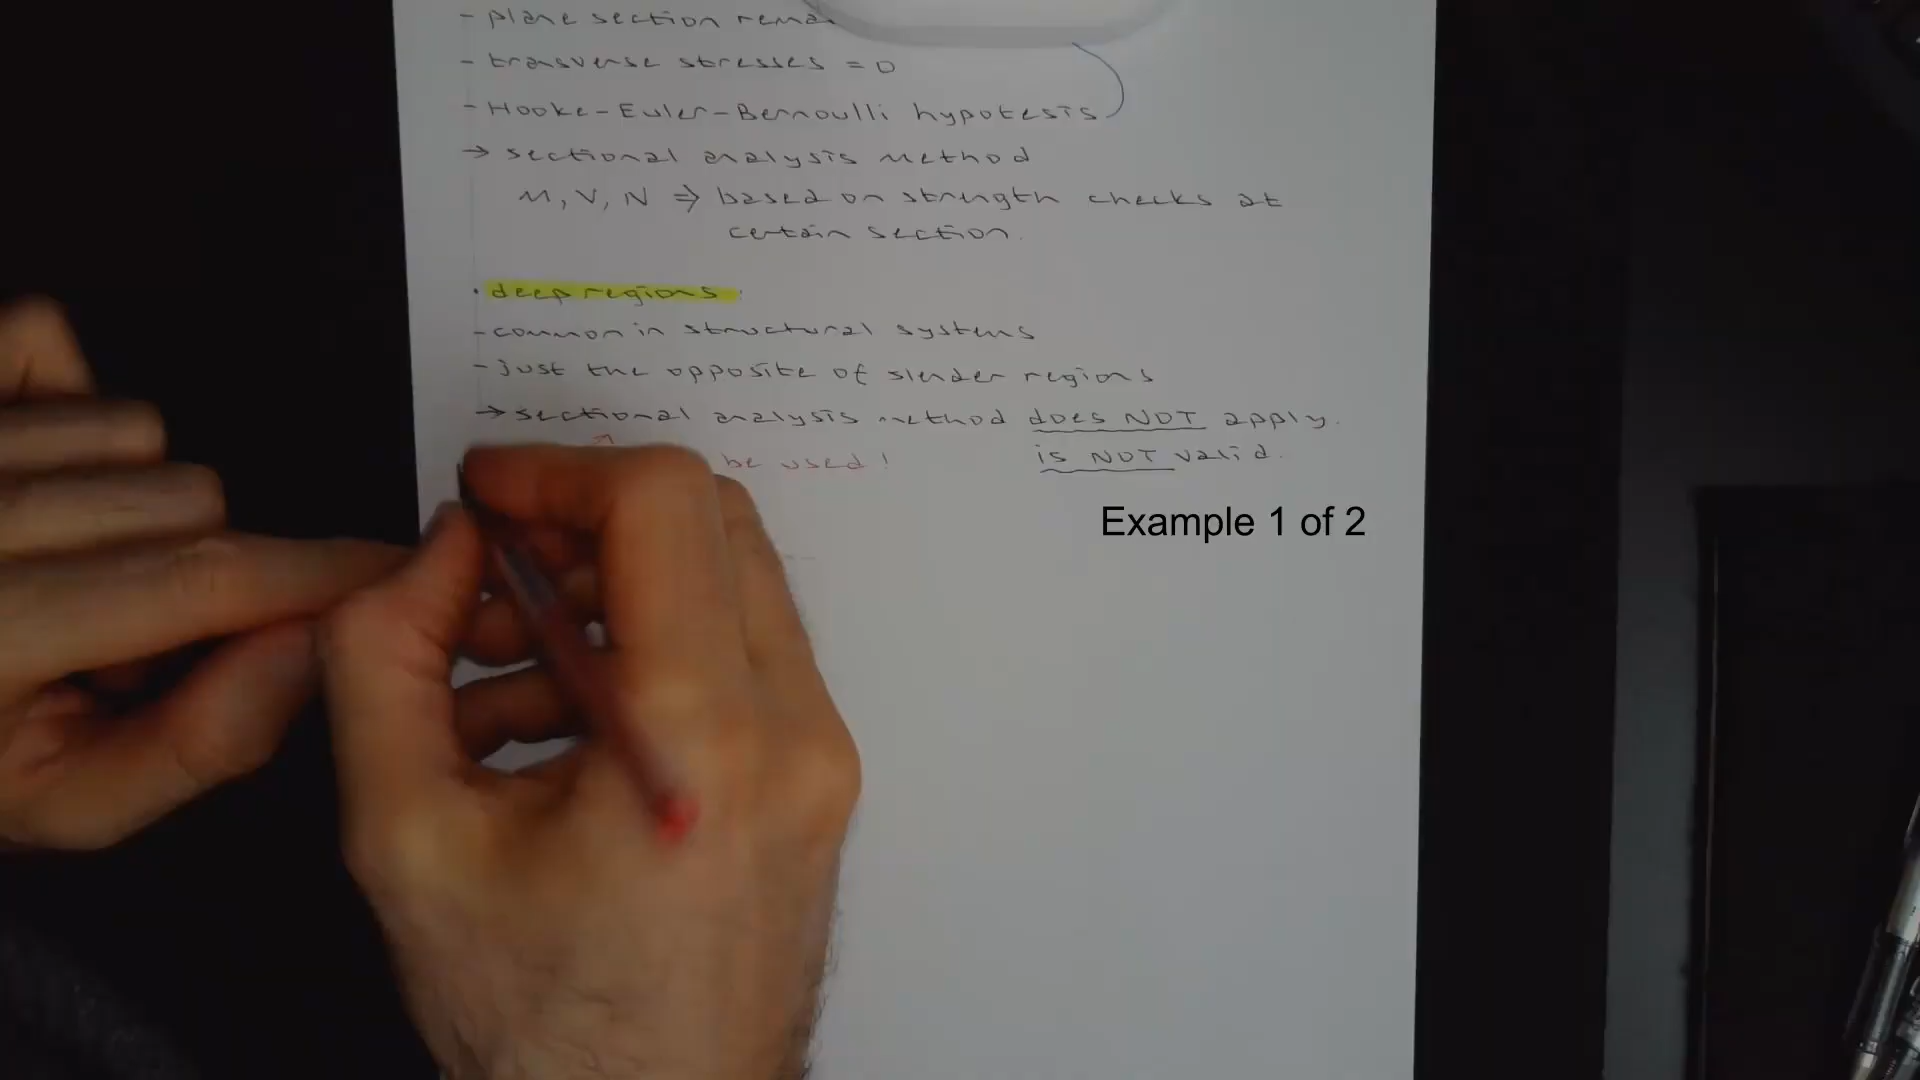 - plane section
- transverse stresses = 0
- Hooke-Euler-Bernoulli hypotesis
→ sectional analysis method
M, V, N ⇒ based on strength checks at
certain section.
• deep regions:
- common in structural systems
- just the opposite of slender regions
→ sectional analysis method does NOT apply.
be used! is NOT valid.
Example 1 of 2